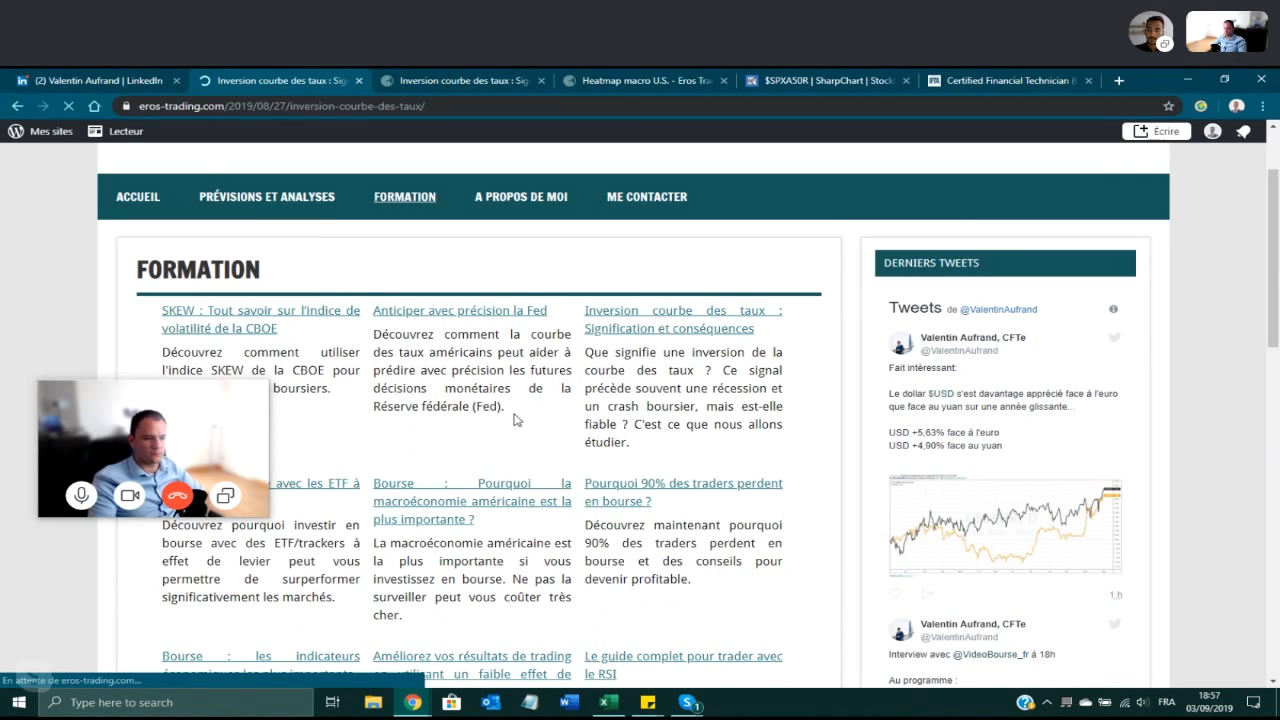 (2) Valentin Aufrand | LinkedIn
Inversion courbe des taux : Sig
Inversion courbe des taux : Sig
Heatmap macro U.S. - Eros Tra
$SPXA50R | SharpChart | Stock
IFTA
Certified Financial Technician (
eros-trading.com/2019/08/27/inversion-courbe-des-taux/
Mes sites
Lecteur
Écrire
ACCUEIL
PRÉVISIONS ET ANALYSES
FORMATION
A PROPOS DE MOI
ME CONTACTER
FORMATION
SKEW : Tout savoir sur l'indice de
volatilité de la CBOE
Découvrez comment utiliser
l'indice SKEW de la CBOE pour
boursiers.
Anticiper avec précision la Fed
Découvrez comment la courbe
des taux américains peut aider à
prédire avec précision les futures
décisions monétaires de la
Réserve fédérale (Fed).
Inversion courbe des taux :
Signification et conséquences
Que signifie une inversion de la
courbe des taux ? Ce signal
précède souvent une récession et
un crash boursier, mais est-elle
fiable ? C'est ce que nous allons
étudier.
avec les ETF à
Découvrez pourquoi investir en
bourse avec des ETF/trackers à
effet de levier peut vous
permettre de surperformer
significativement les marchés.
Bourse : Pourquoi la
macroéconomie américaine est la
plus importante ?
La macroéconomie américaine est
la plus importante si vous
investissez en bourse. Ne pas la
surveiller peut vous coûter très
cher.
Pourquoi 90% des traders perdent
en bourse ?
Découvrez maintenant pourquoi
90% des traders perdent en
bourse et des conseils pour
devenir profitable.
Bourse : les indicateurs
économiques les plus importants
Améliorez vos résultats de trading
en utilisant un faible effet de
Le guide complet pour trader avec
le RSI
DERNIERS TWEETS
Tweets de @ValentinAufrand
Valentin Aufrand, CFTe
@ValentinAufrand
Fait intéressant:
Le dollar $USD s'est davantage apprécié face à l'euro
que face au yuan sur une année glissante...
USD +5,63% face à l'euro
USD +4,90% face au yuan
1 h
Valentin Aufrand, CFTe
@ValentinAufrand
Interview avec @VideoBourse_fr à 18h
Au programme :
En attente de eros-trading.com...
Type here to search
1
FRA
18:57
03/09/2019